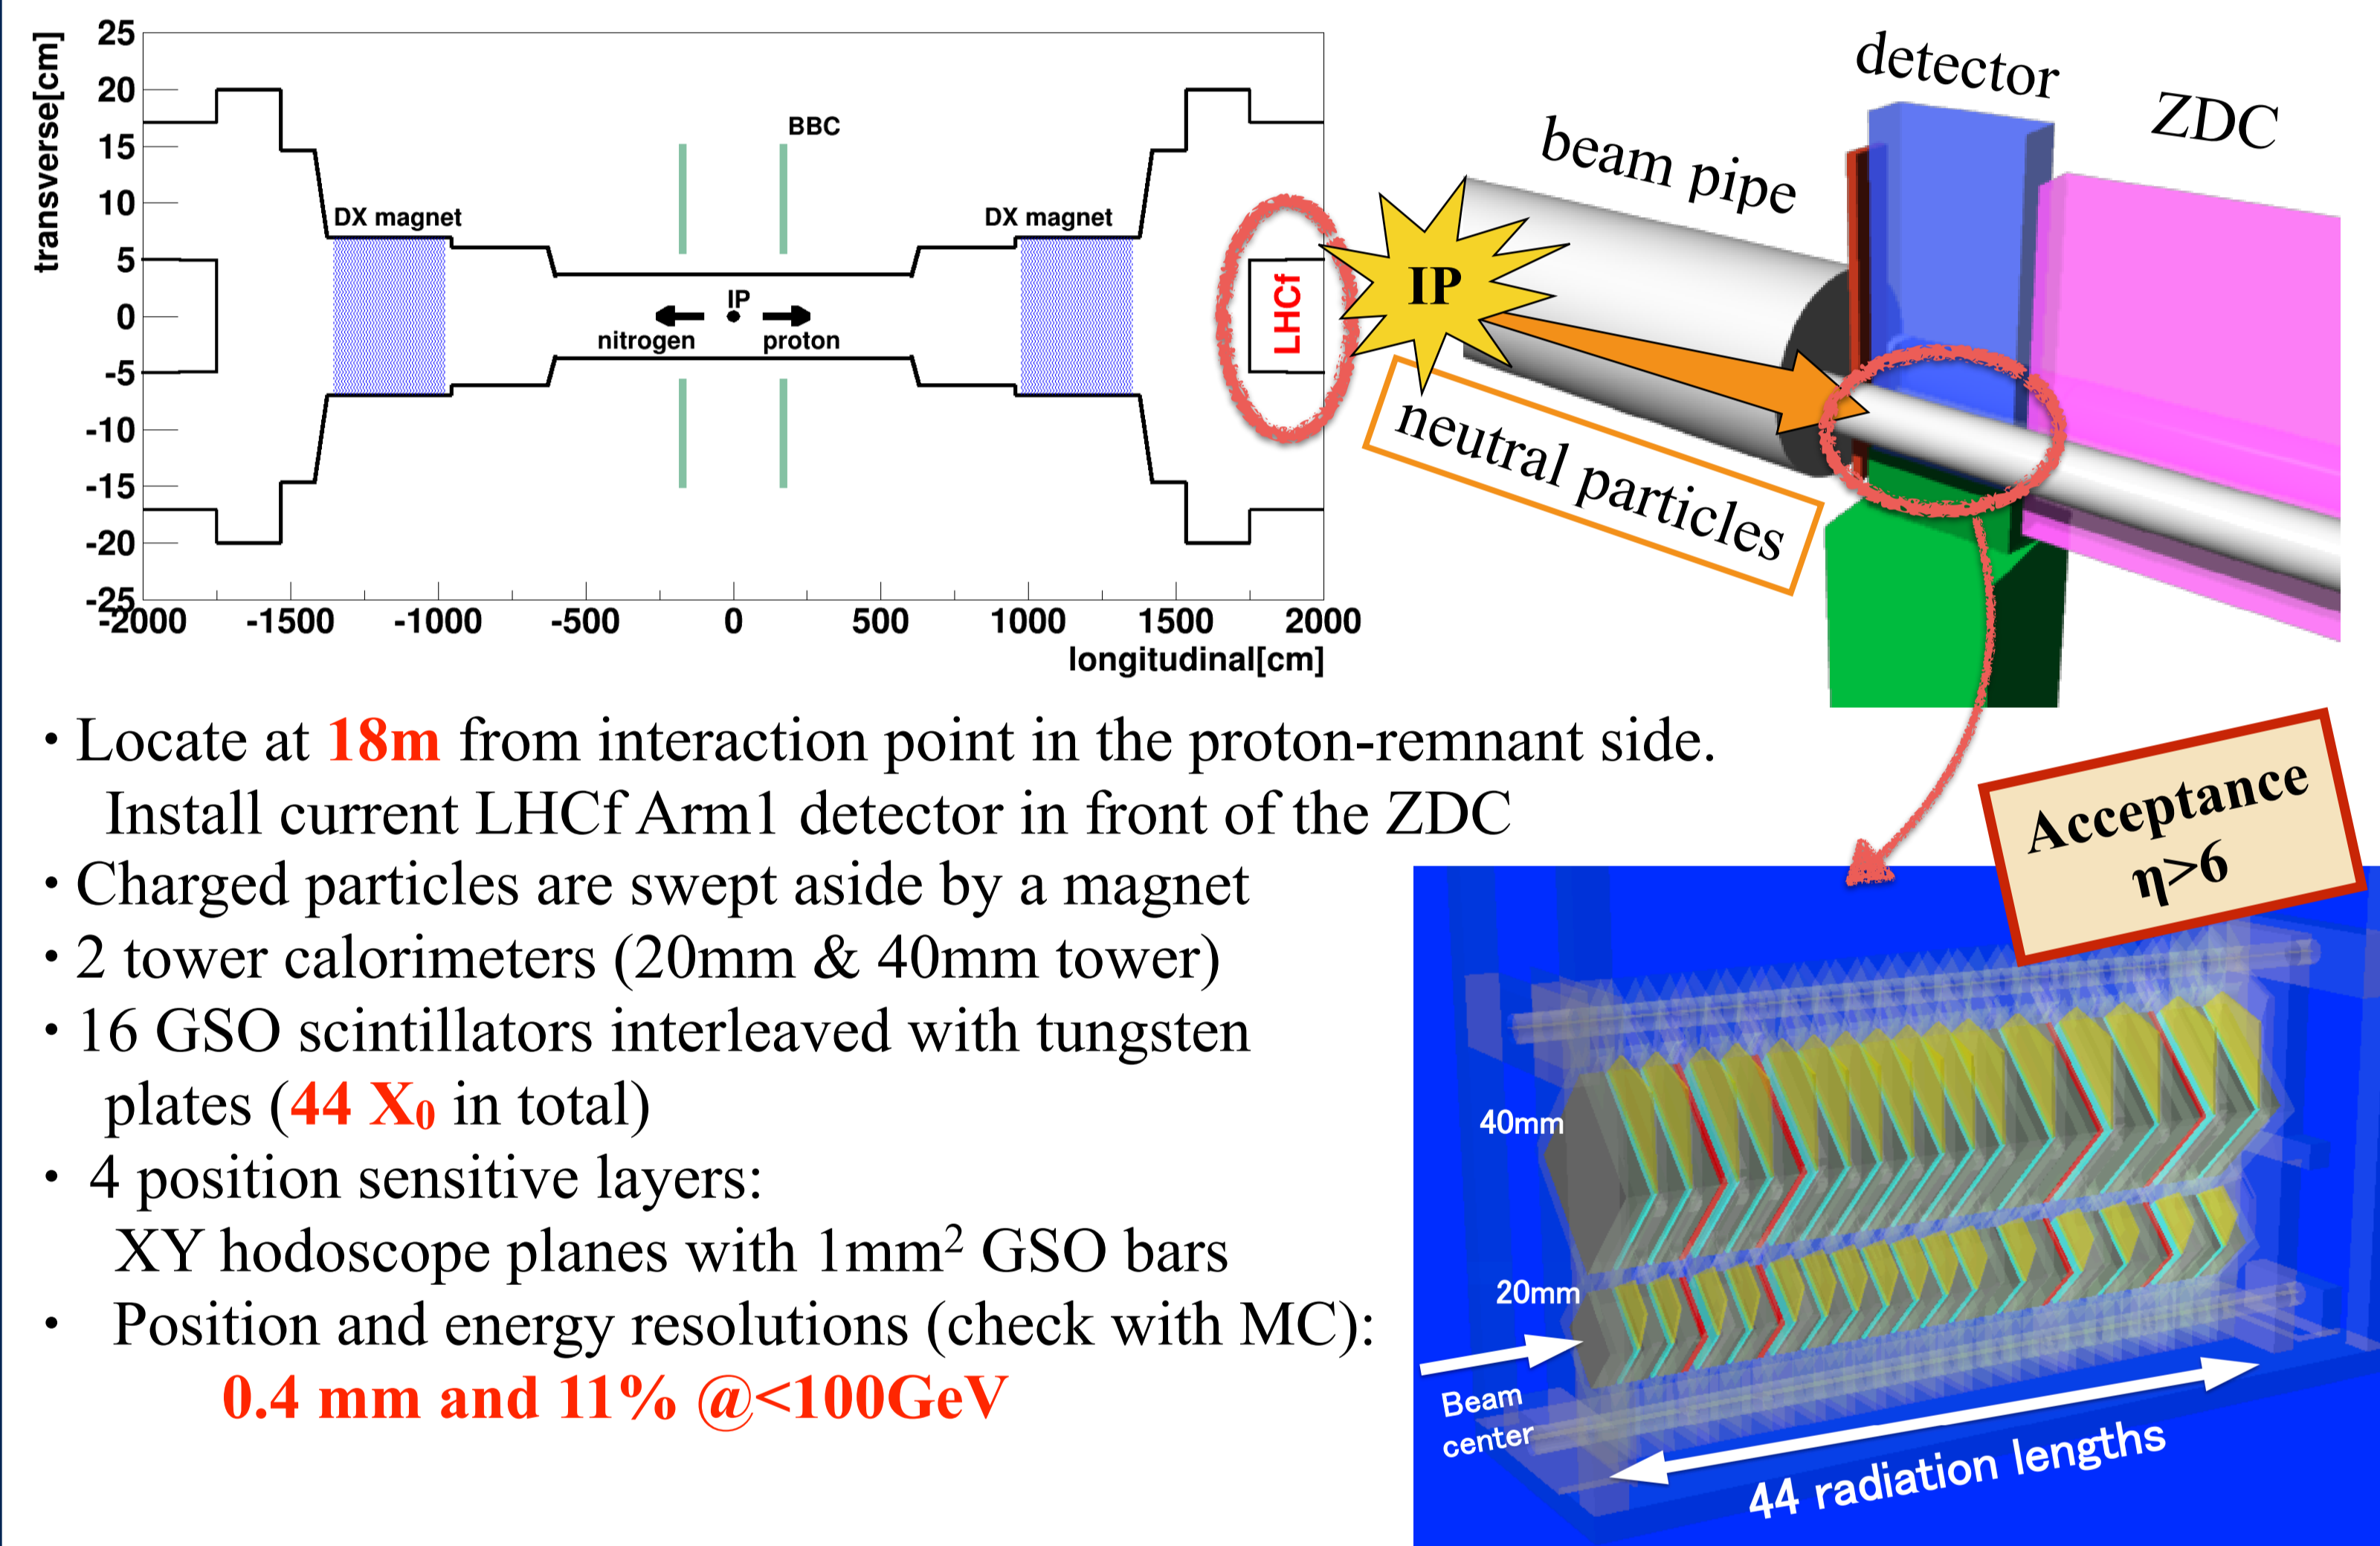 transverse[cm]
25
20
15
10
5
0
-5
-10
-15
-20
-25
-2000 -1500 -1000 -500 0 500 1000 1500 2000
longitudinal[cm]
BBC
DX magnet DX magnet
IP
nitrogen proton
LHCf
detector
ZDC
beam pipe
IP
neutral particles
• Locate at 18m from interaction point in the proton-remnant side.
Install current LHCf Arm1 detector in front of the ZDC
• Charged particles are swept aside by a magnet
• 2 tower calorimeters (20mm & 40mm tower)
• 16 GSO scintillators interleaved with tungsten
plates (44 X₀ in total)
• 4 position sensitive layers:
XY hodoscope planes with 1mm² GSO bars
• Position and energy resolutions (check with MC):
0.4 mm and 11% @<100GeV
Acceptance
η>6
40mm
20mm
Beam
center
44 radiation lengths